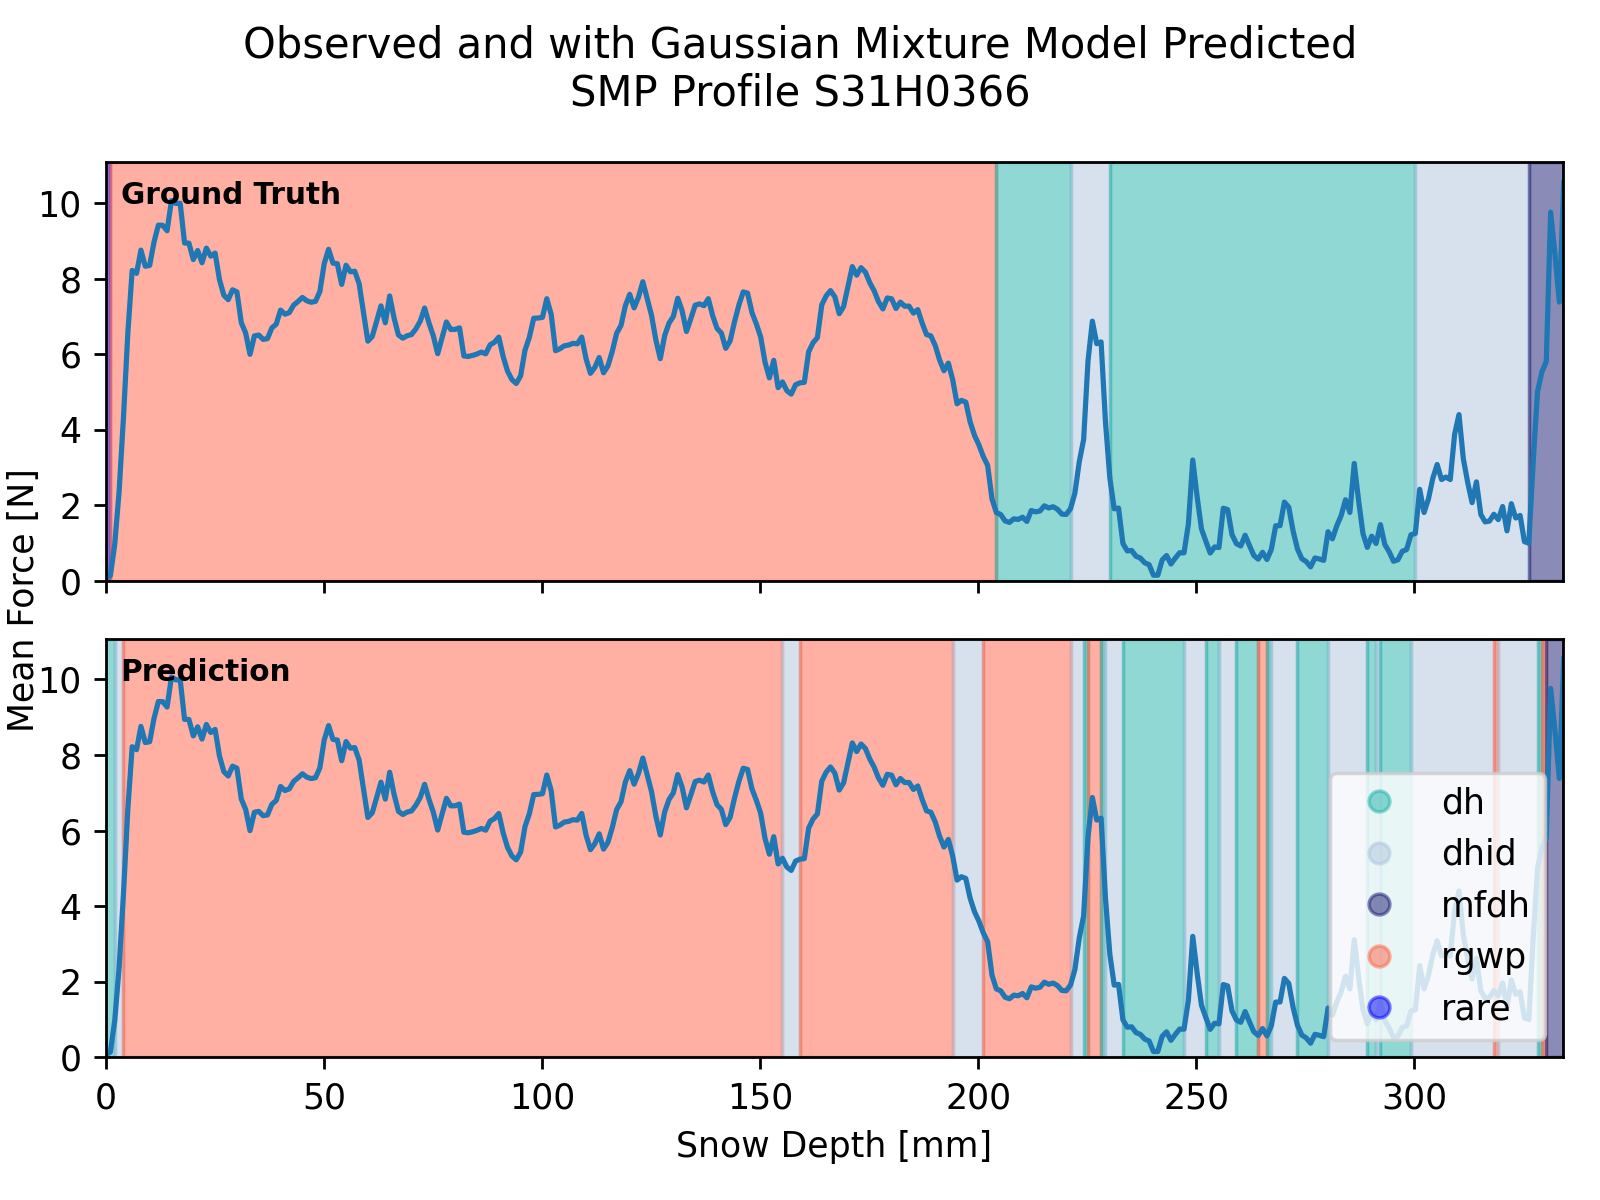 Observed and with Gaussian Mixture Model Predicted
SMP Profile S31H0366
Ground Truth
10
8
6
4
2
0
Mean Force [N]
Prediction
10
8
6
4
2
0
dh
dhid
mfdh
rgwp
rare
0 50 100 150 200 250 300
Snow Depth [mm]